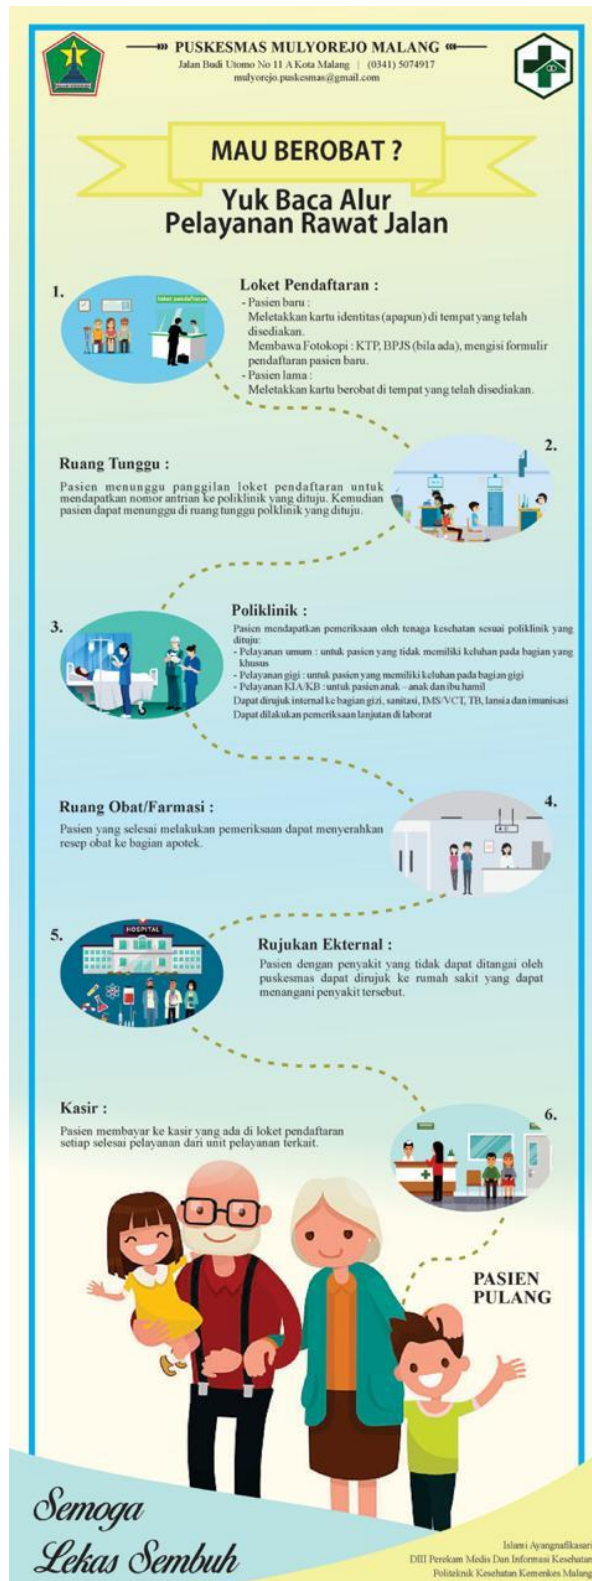 PUSKESMAS MULYOREJO MALANG
Jalan Budi Utomo No 11 A Kota Malang | (0341) 5074917
mulyorejo.puskesmas@gmail.com
MAU BEROBAT ?
Yuk Baca Alur
Pelayanan Rawat Jalan
1.
loket pendaftaran
Loket Pendaftaran :
- Pasien baru :
Meletakkan kartu identitas (apapun) di tempat yang telah
disediakan.
Membawa Fotokopi : KTP, BPJS (bila ada), mengisi formulir
pendaftaran pasien baru.
- Pasien lama :
Meletakkan kartu berobat di tempat yang telah disediakan.
2.
Ruang Tunggu :
Pasien menunggu panggilan loket pendaftaran untuk
mendapatkan nomor antrian ke poliklinik yang dituju. Kemudian
pasien dapat menunggu di ruang tunggu polklinik yang dituju.
3.
Poliklinik :
Pasien mendapatkan pemeriksaan oleh tenaga kesehatan sesuai poliklinik yang
dituju:
- Pelayanan umum : untuk pasien yang tidak memiliki keluhan pada bagian yang
khusus
- Pelayanan gigi : untuk pasien yang memiliki keluhan pada bagian gigi
- Pelayanan KIA/KB : untuk pasien anak – anak dan ibu hamil
Dapat dirujuk internal ke bagian gizi, sanitasi, IMS/VCT, TB, lansia dan imunisasi
Dapat dilakukan pemeriksaan lanjutan di laborat
4.
Ruang Obat/Farmasi :
Pasien yang selesai melakukan pemeriksaan dapat menyerahkan
resep obat ke bagian apotek.
5.
HOSPITAL
Rujukan Ekternal :
Pasien dengan penyakit yang tidak dapat ditangai oleh
puskesmas dapat dirujuk ke rumah sakit yang dapat
menangani penyakit tersebut.
6.
Kasir :
Pasien membayar ke kasir yang ada di loket pendaftaran
setiap selesai pelayanan dari unit pelayanan terkait.
PASIEN
PULANG
Semoga
Lekas Sembuh
Islami Ayangnafikasari
DIII Perekam Medis Dan Informasi Kesehatan
Politeknik Kesehatan Kemenkes Malang